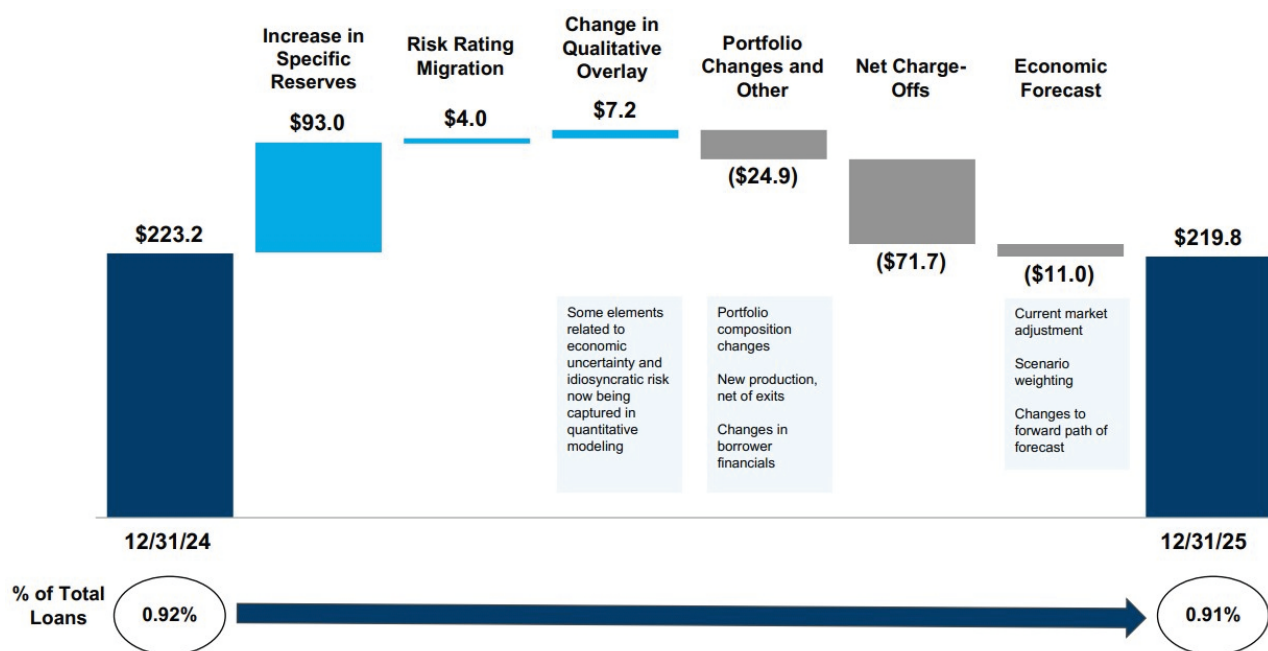 Increase in
Specific
Reserves
$93.0
Risk Rating
Migration
$4.0
Change in
Qualitative
Overlay
$7.2
Portfolio
Changes and
Other
($24.9)
Net Charge-
Offs
($71.7)
Economic
Forecast
($11.0)
$223.2
$219.8
Some elements
related to
economic
uncertainty and
idiosyncratic risk
now being
captured in
quantitative
modeling
Portfolio
composition
changes
New production,
net of exits
Changes in
borrower
financials
Current market
adjustment
Scenario
weighting
Changes to
forward path of
forecast
12/31/24
12/31/25
% of Total
Loans
0.92%
0.91%